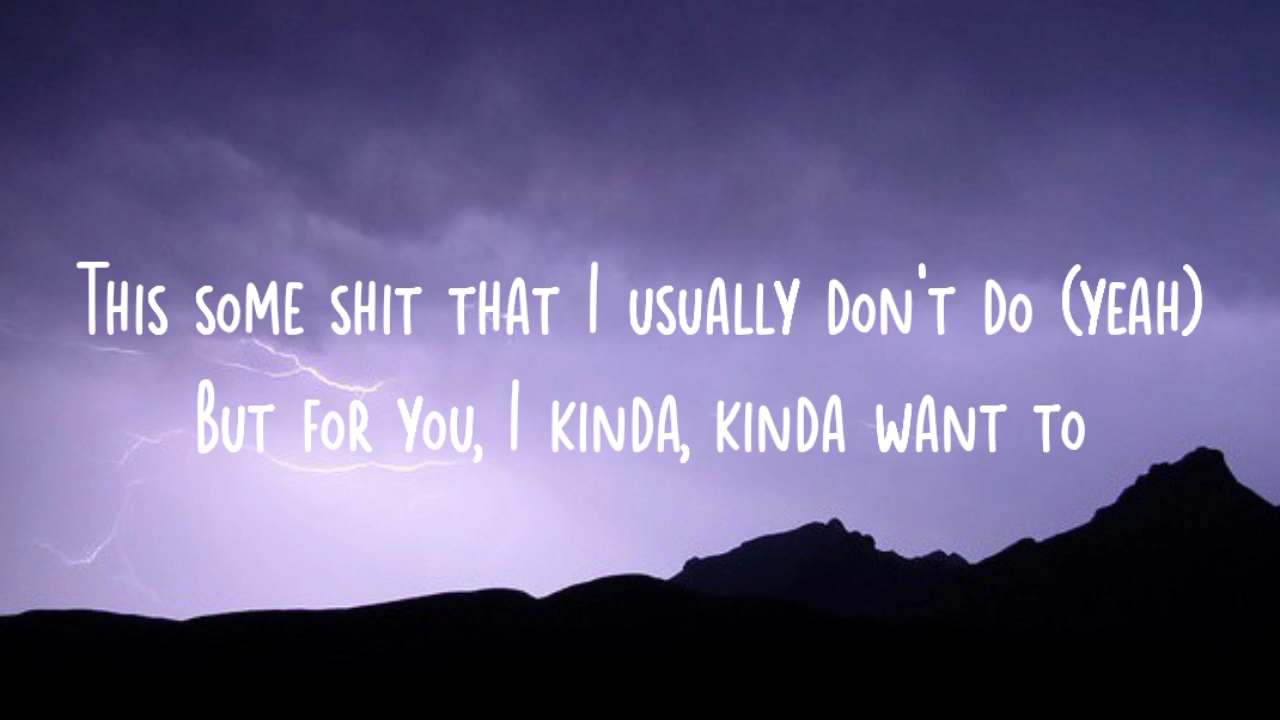 This some shit that I usually don't do (yeah)
But for you, I kinda, kinda want to